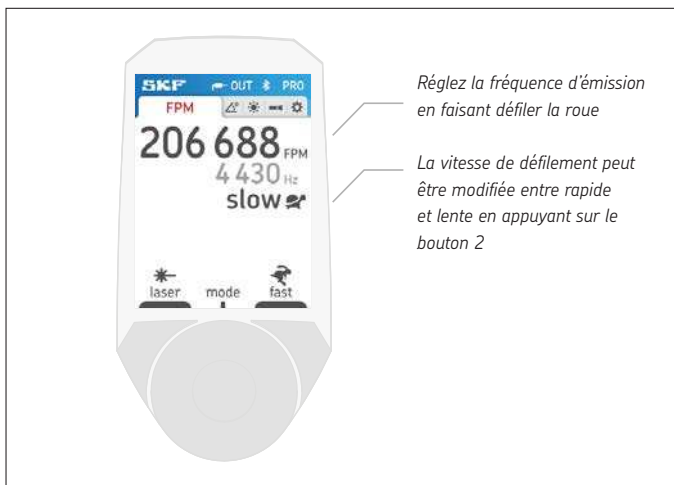 SKF OUT PRO
FPM
206 688 FPM
4 430 Hz
slow
laser mode fast
Réglez la fréquence d'émission
en faisant défiler la roue
La vitesse de défilement peut
être modifiée entre rapide
et lente en appuyant sur le
bouton 2